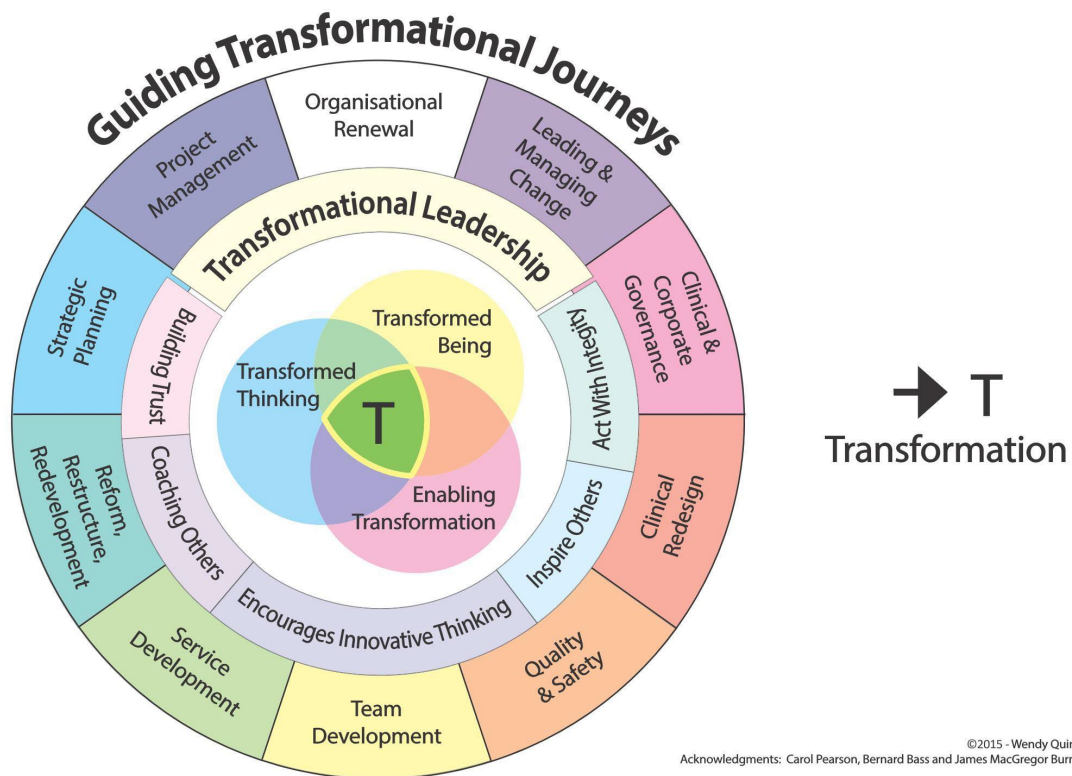 Guiding Transformational Journeys
Organisational
Renewal
Leading &
Managing
Change
Clinical &
Corporate
Governance
Clinical
Redesign
Quality
& Safety
Team
Development
Service
Development
Reform,
Restructure,
Redevelopment
Strategic
Planning
Project
Management
Transformational Leadership
Act With Integrity
Inspire Others
Encourages Innovative Thinking
Coaching Others
Building Trust
Transformed
Being
Transformed
Thinking
T
Enabling
Transformation
T
Transformation
©2015 - Wendy Quin
Acknowledgments: Carol Pearson, Bernard Bass and James MacGregor Burn